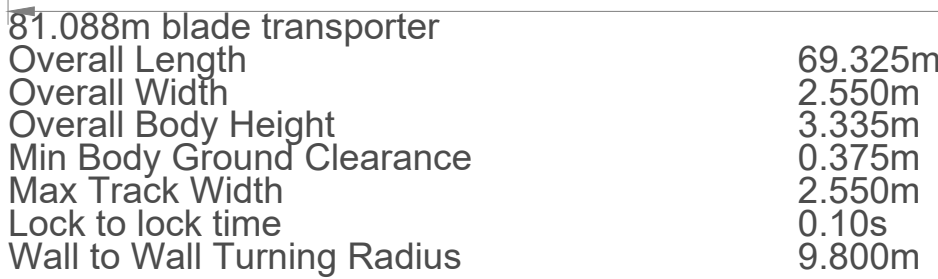 81.088m blade transporter
Overall Length 69.325m
Overall Width 2.550m
Overall Body Height 3.335m
Min Body Ground Clearance 0.375m
Max Track Width 2.550m
Lock to lock time 0.10s
Wall to Wall Turning Radius 9.800m